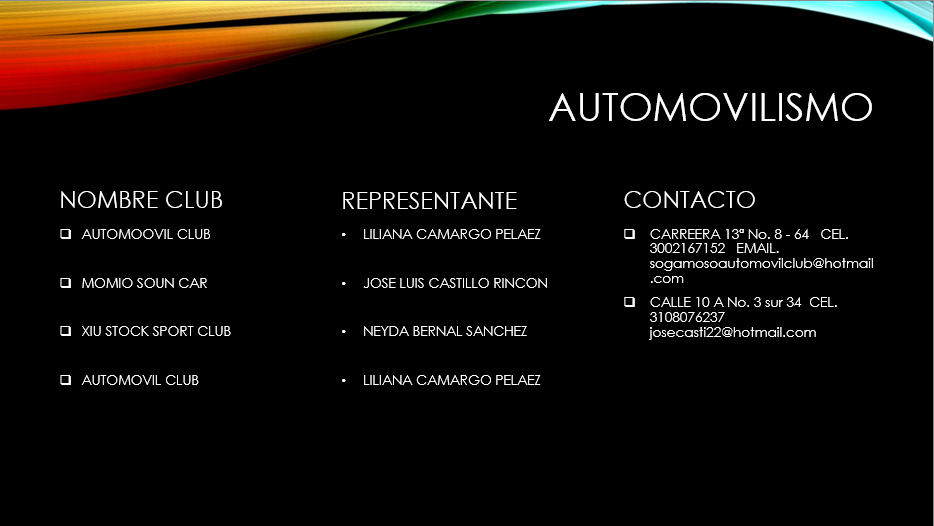 AUTOMOVILISMO
NOMBRE CLUB
AUTOMOOVIL CLUB
MOMIO SOUN CAR
XIU STOCK SPORT CLUB
AUTOMOVIL CLUB
REPRESENTANTE
LILIANA CAMARGO PELAEZ
JOSE LUIS CASTILLO RINCON
NEYDA BERNAL SANCHEZ
LILIANA CAMARGO PELAEZ
CONTACTO
CARREERA 13ª No. 8 - 64 CEL.
3002167152 EMAIL.
sogamosoautomovilclub@hotmail
.com
CALLE 10 A No. 3 sur 34 CEL.
3108076237
josecasti22@hotmail.com